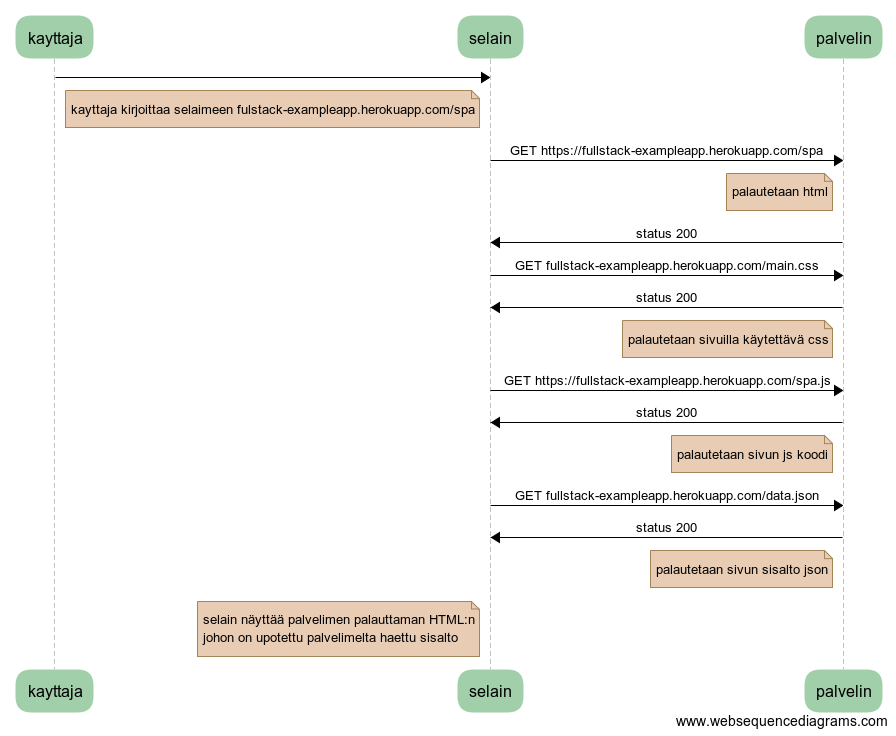 kayttaja
selain
palvelin
kayttaja kirjoittaa selaimeen fulstack-exampleapp.herokuapp.com/spa
GET https://fullstack-exampleapp.herokuapp.com/spa
palautetaan html
status 200
GET fullstack-exampleapp.herokuapp.com/main.css
status 200
palautetaan sivuilla käytettävä css
GET https://fullstack-exampleapp.herokuapp.com/spa.js
status 200
palautetaan sivun js koodi
GET fullstack-exampleapp.herokuapp.com/data.json
status 200
palautetaan sivun sisalto json
selain näyttää palvelimen palauttaman HTML:n
johon on upotettu palvelimelta haettu sisalto
kayttaja
selain
palvelin
www.websequencediagrams.com